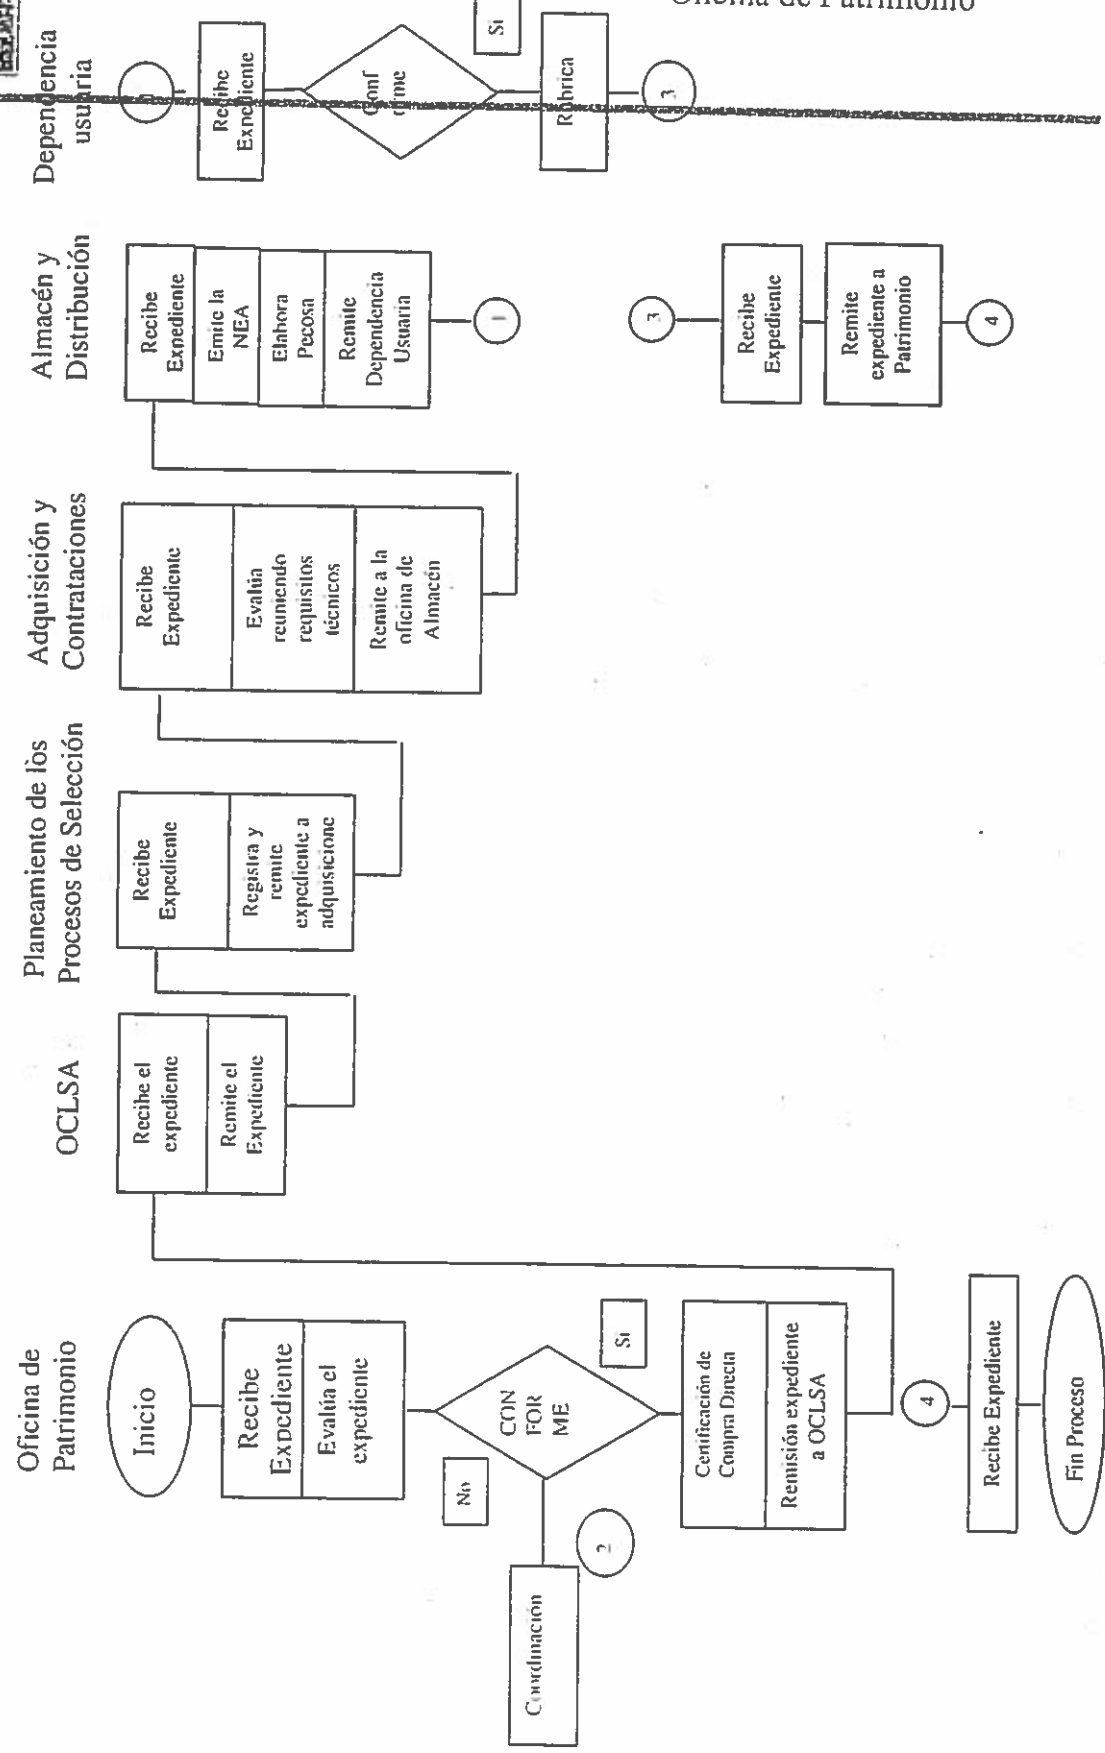 Oficina de
Patrimonio
Inicio
Recibe
Expediente
Evalúa el
expediente
CON
FOR
ME
No
Si
Coordinación
2
Certificación de
Compra Directa
Remisión expediente
a OCLSA
4
Recibe Expediente
Fin Proceso
OCLSA
Recibe el
expediente
Remite el
Expediente
Planeamiento de los
Procesos de Selección
Recibe
Expediente
Registra y
remite
expediente a
adquisicione
Adquisición y
Contrataciones
Recibe
Expediente
Evalúa
reuniendo
requisitos
técnicos
Remite a la
oficina de
Almacén
Almacén y
Distribución
Recibe
Expediente
Emite la
NEA
Elabora
Pecosa
Remite
Dependencia
Usuaria
1
3
Recibe
Expediente
Remite
expediente a
Patrimonio
4
Dependencia
usuaria
Recibe
Expediente
Conf
orme
Si
Rubrica
3
de Patrimonio